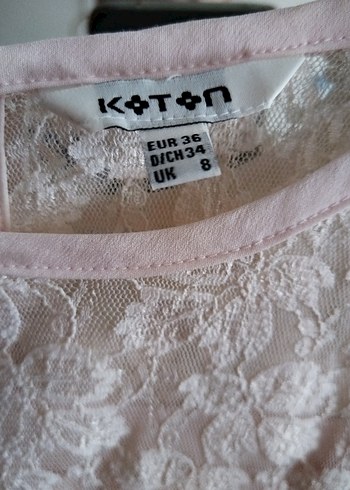 KOTON
EUR 36
D/CH 34
UK 8